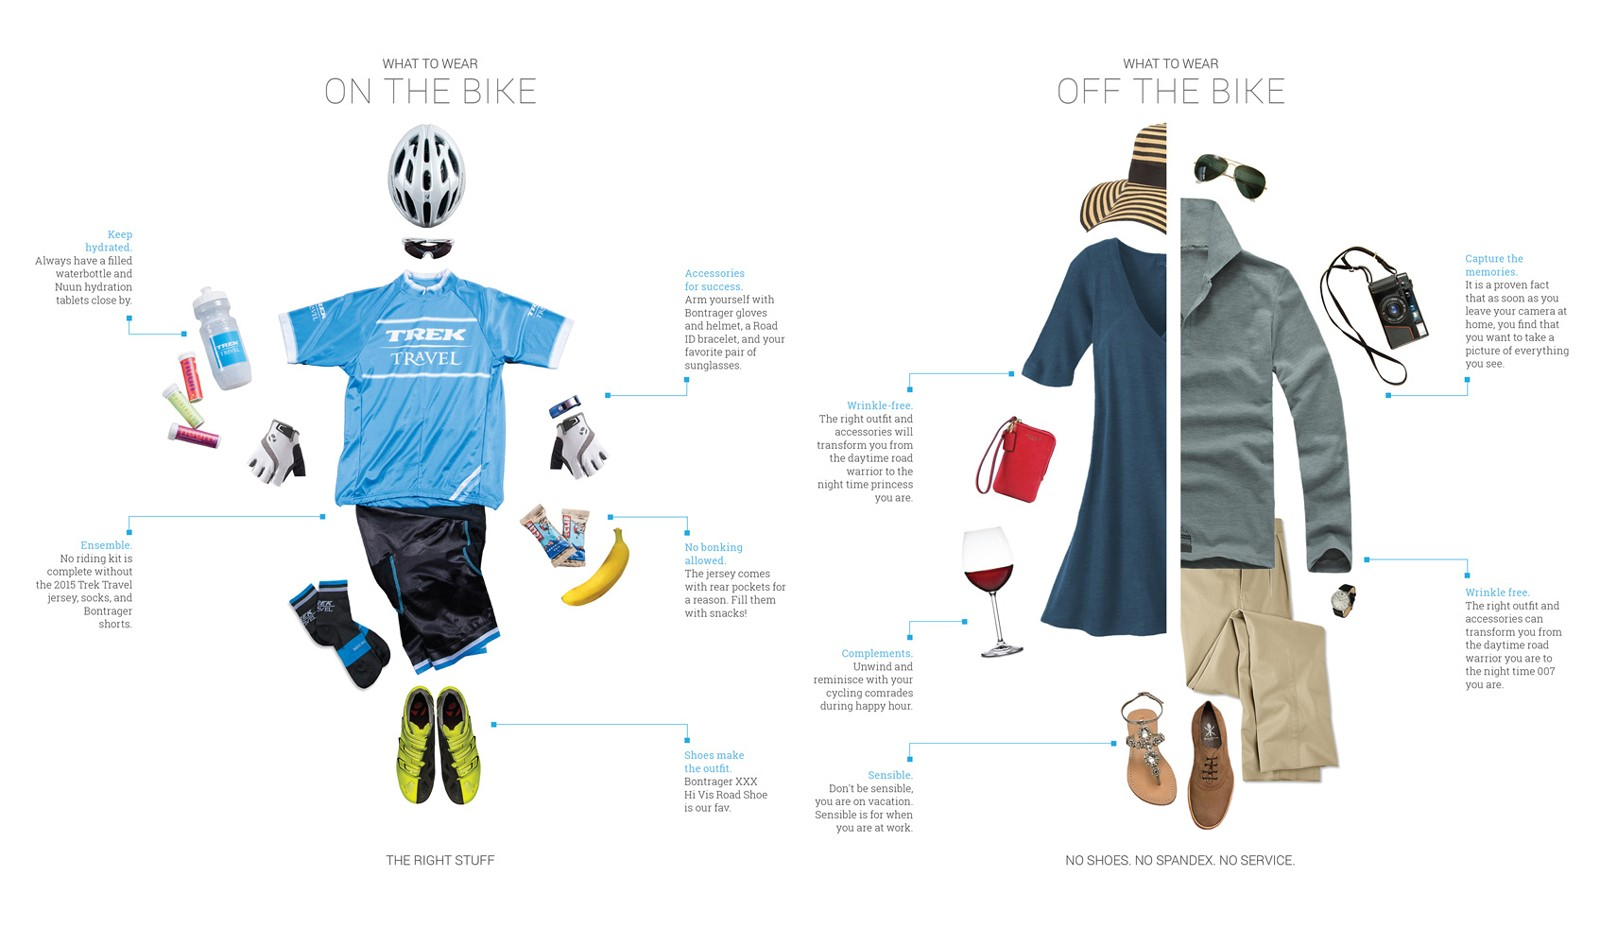 WHAT TO WEAR
ON THE BIKE
Keep
hydrated.
Always have a filled
waterbottle and
Nuun hydration
tablets close by.
TREK
TRAVEL
TREK
TRAVEL
Accessories
for success.
Arm yourself with
Bontrager gloves
and helmet, a Road
ID bracelet, and your
favorite pair of
sunglasses.
Ensemble.
No riding kit is
complete without
the 2015 Trek Travel
jersey, socks, and
Bontrager
shorts.
No bonking
allowed.
The jersey comes
with rear pockets for
a reason. Fill them
with snacks!
Shoes make
the outfit.
Bontrager XXX
Hi Vis Road Shoe
is our fav.
THE RIGHT STUFF
WHAT TO WEAR
OFF THE BIKE
Capture the
memories.
It is a proven fact
that as soon as you
leave your camera at
home, you find that
you want to take a
picture of everything
you see.
Wrinkle-free.
The right outfit and
accessories will
transform you from
the daytime road
warrior to the
night time princess
you are.
Complements.
Unwind and
reminisce with your
cycling comrades
during happy hour.
Wrinkle free.
The right outfit and
accessories can
transform you from
the daytime road
warrior you are to
the night time 007
you are.
Sensible.
Don't be sensible,
you are on vacation.
Sensible is for when
you are at work.
NO SHOES. NO SPANDEX. NO SERVICE.